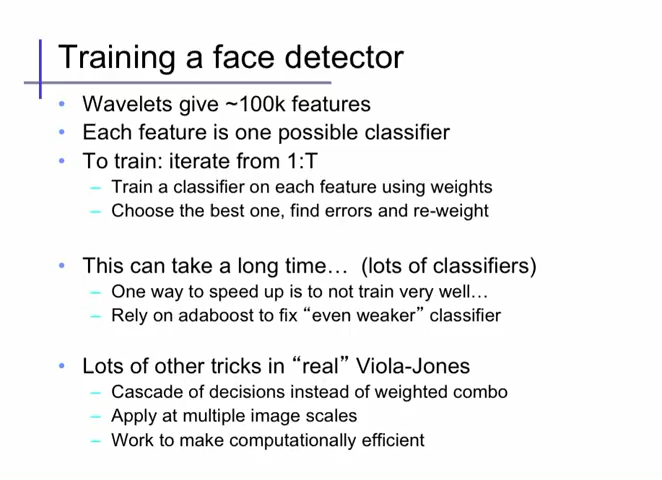 Training a face detector
• Wavelets give ~100k features
• Each feature is one possible classifier
• To train: iterate from 1:T
– Train a classifier on each feature using weights
– Choose the best one, find errors and re-weight
• This can take a long time… (lots of classifiers)
– One way to speed up is to not train very well…
– Rely on adaboost to fix “even weaker” classifier
• Lots of other tricks in “real” Viola-Jones
– Cascade of decisions instead of weighted combo
– Apply at multiple image scales
– Work to make computationally efficient